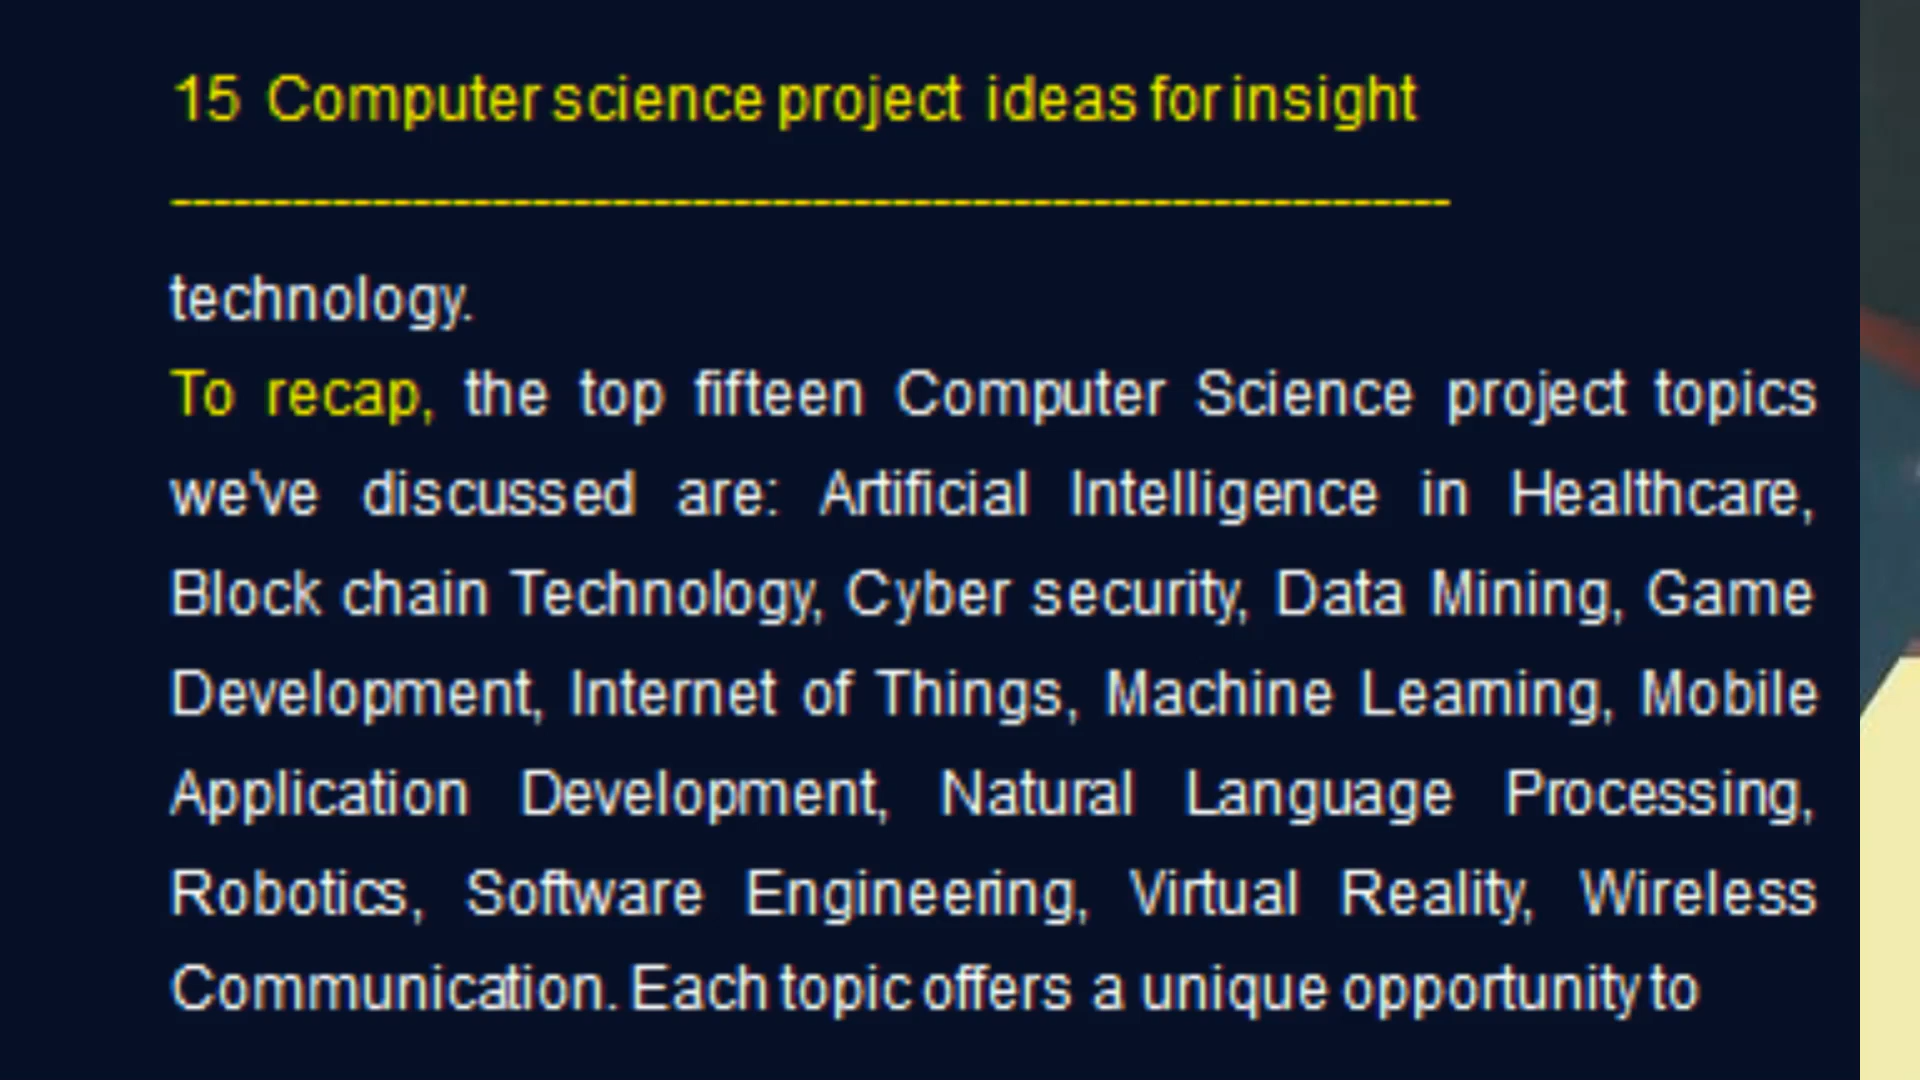 15 Computer science project ideas for insight
----------------------------------------------------------------
technology.
To recap, the top fifteen Computer Science project topics
we've discussed are: Artificial Intelligence in Healthcare,
Block chain Technology, Cyber security, Data Mining, Game
Development, Internet of Things, Machine Learning, Mobile
Application Development, Natural Language Processing,
Robotics, Software Engineering, Virtual Reality, Wireless
Communication. Each topic offers a unique opportunity to